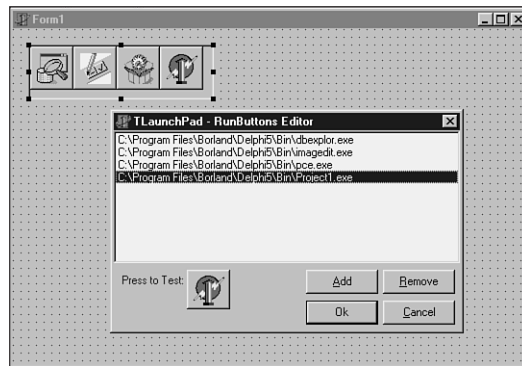 Form1
TLaunchPad - RunButtons Editor
C:\Program Files\Borland\Delphi5\Bin\dbexplor.exe
C:\Program Files\Borland\Delphi5\Bin\imagedit.exe
C:\Program Files\Borland\Delphi5\Bin\pce.exe
C:\Program Files\Borland\Delphi5\Bin\Project1.exe
Press to Test:
Add
Remove
Ok
Cancel